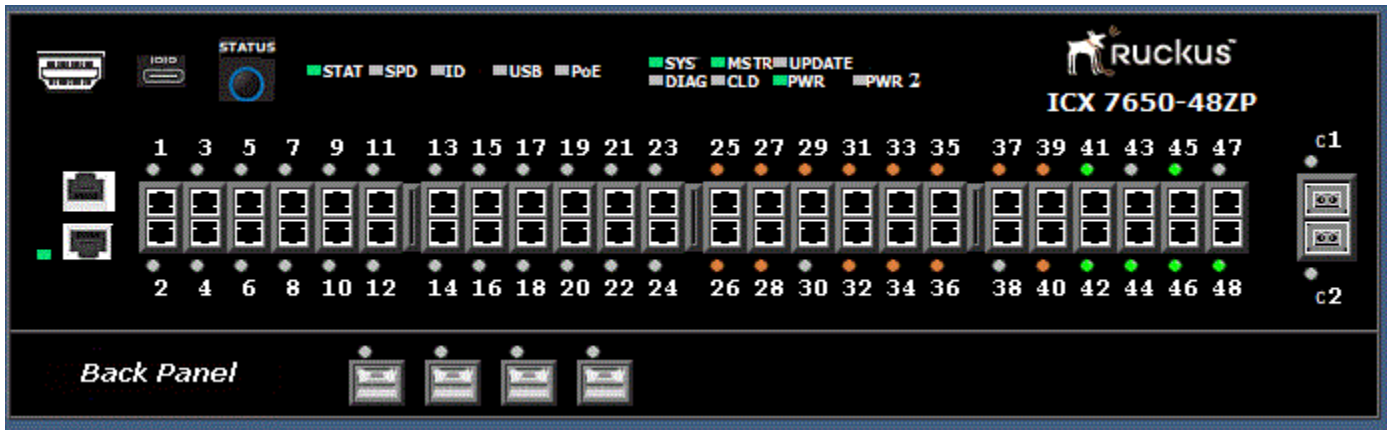 STATUS
IOIO
STAT SPD ID USB PoE
SYS MSTR UPDATE
DIAG CLD PWR PWR 2
RUCKUS
ICX 7650-48ZP
1 3 5 7 9 11 13 15 17 19 21 23 25 27 29 31 33 35 37 39 41 43 45 47 c1
2 4 6 8 10 12 14 16 18 20 22 24 26 28 30 32 34 36 38 40 42 44 46 48 c2
Back Panel